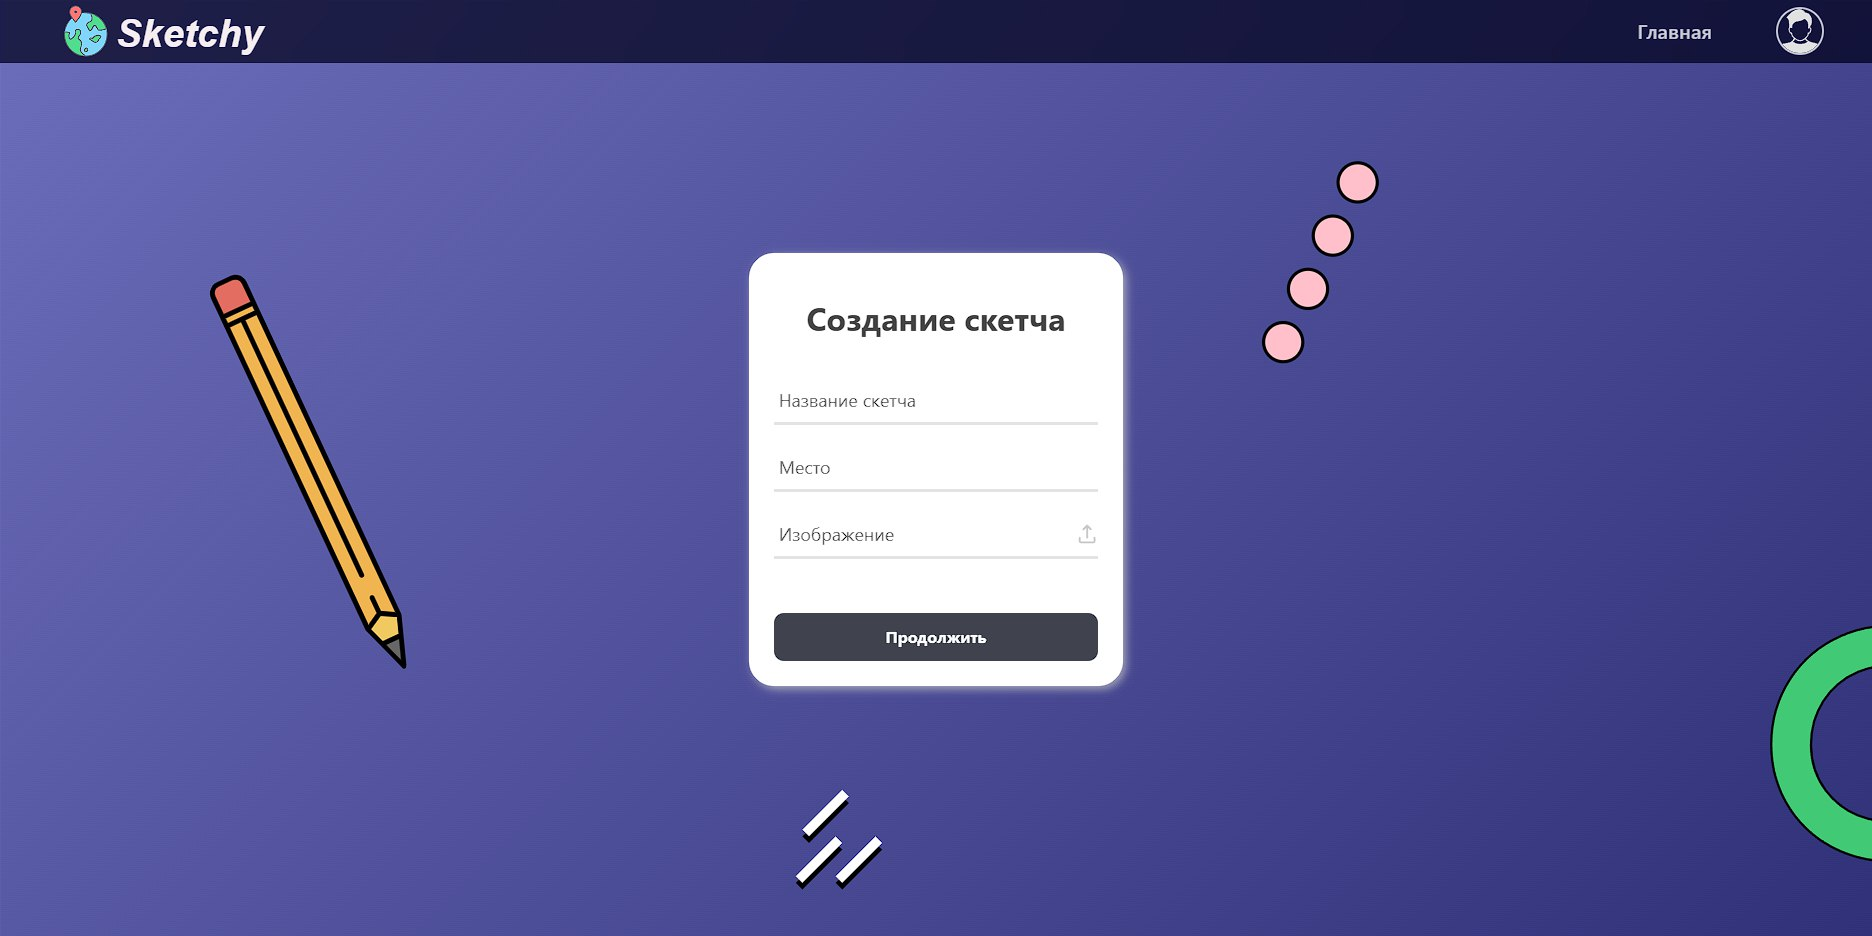 Sketchy
Главная
Создание скетча
Название скетча
Место
Изображение
Продолжить